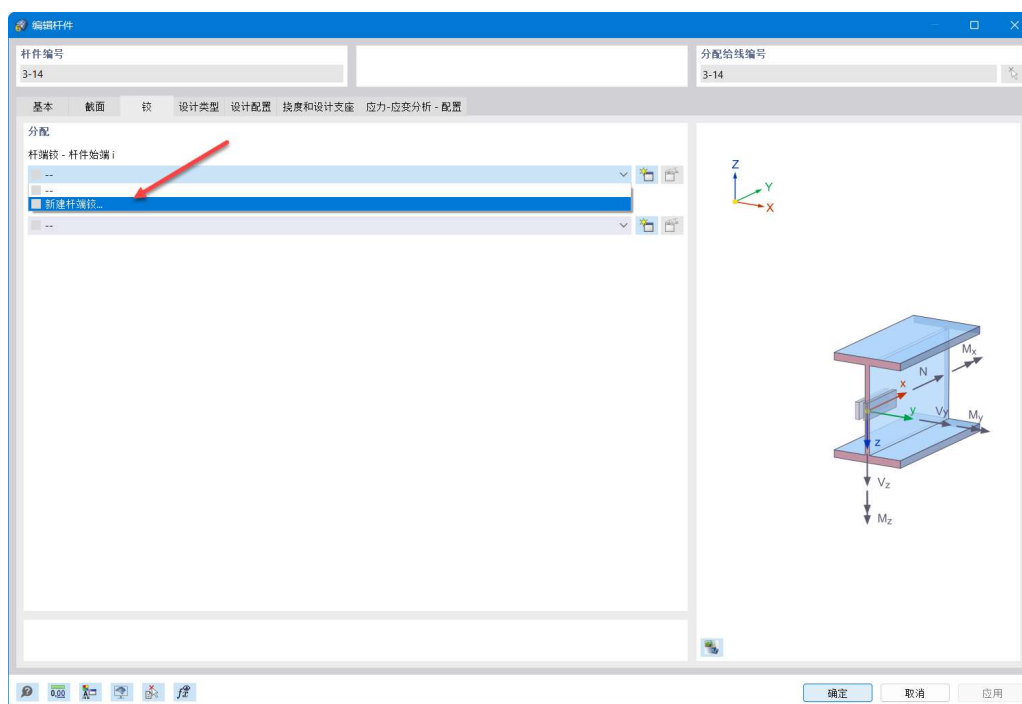 编辑杆件
杆件编号
分配给线编号
3-14
3-14
基本 截面 铰 设计类型 设计配置 挠度和设计支座 应力-应变分析 - 配置
分配
杆端铰 - 杆件始端 i
--
--
新建杆端铰...
--
Z
Y
X
Mx
N
x
y
Vy
My
z
Vz
Mz
0,00
确定 取消 应用